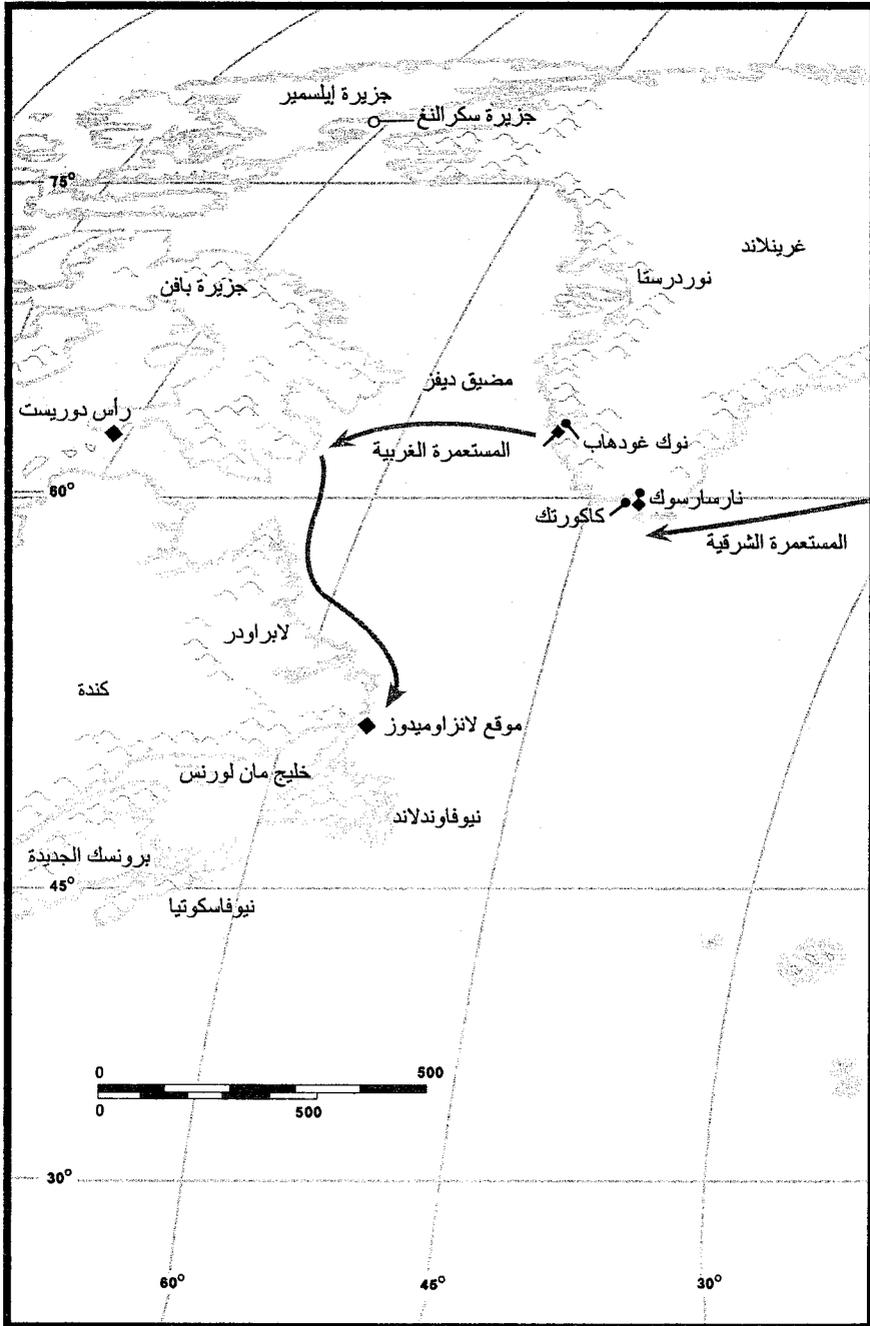 جزيرة إيلسمير
جزيرة سكرالنغ
75°
غرينلاند
نوردرستا
جزيرة بافن
مضيق ديفز
رأس دوريست
المستعمرة الغربية
نوك غودهاب
60°
نارسارسوك
كاكورتك
المستعمرة الشرقية
لابراودر
كندة
موقع لانزاوميدوز
خليج مان لورنس
نيوفاوندلاند
برونسك الجديدة
45°
نيوفاسكوتيا
0 500
0 500
30°
60° 45° 30°